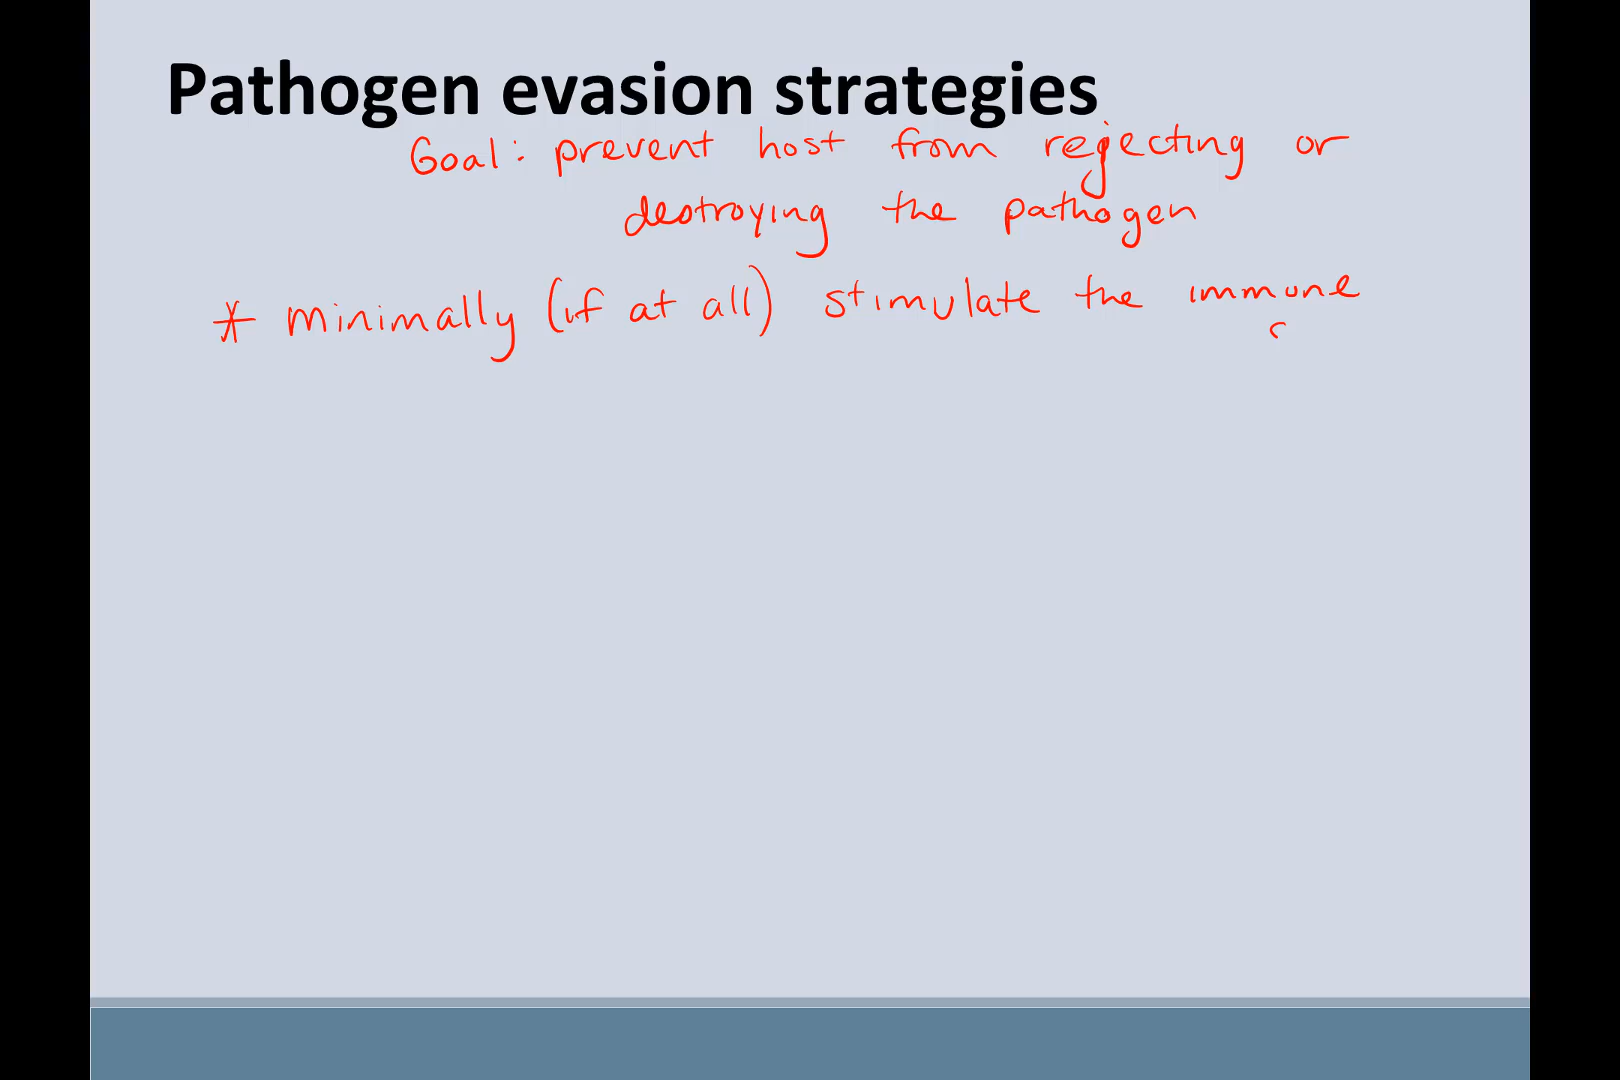 Pathogen evasion strategies
Goal: prevent host from rejecting or
destroying the pathogen
* minimally (if at all) stimulate the immune